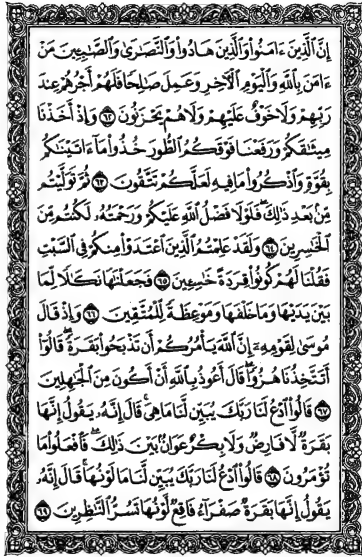 إِنَّ ٱلَّذِينَ ءَامَنُوا۟ وَٱلَّذِينَ هَادُوا۟ وَٱلنَّصَٰرَىٰ وَٱلصَّٰبِـِٔينَ مَنْ
ءَامَنَ بِٱللَّهِ وَٱلْيَوْمِ ٱلْءَاخِرِ وَعَمِلَ صَٰلِحًا فَلَهُمْ أَجْرُهُمْ عِندَ
رَبِّهِمْ وَلَا خَوْفٌ عَلَيْهِمْ وَلَا هُمْ يَحْزَنُونَ ٦٢ وَإِذْ أَخَذْنَا
مِيثَٰقَكُمْ وَرَفَعْنَا فَوْقَكُمُ ٱلطُّورَ خُذُوا۟ مَآ ءَاتَيْنَٰكُم
بِقُوَّةٍ وَٱذْكُرُوا۟ مَا فِيهِ لَعَلَّكُمْ تَتَّقُونَ ٦٣ ثُمَّ تَوَلَّيْتُم
مِّنۢ بَعْدِ ذَٰلِكَ ۖ فَلَوْلَا فَضْلُ ٱللَّهِ عَلَيْكُمْ وَرَحْمَتُهُۥ لَكُنتُم مِّنَ
ٱلْخَٰسِرِينَ ٦٤ وَلَقَدْ عَلِمْتُمُ ٱلَّذِينَ ٱعْتَدَوْا۟ مِنكُمْ فِى ٱلسَّبْتِ
فَقُلْنَا لَهُمْ كُونُوا۟ قِرَدَةً خَٰسِـِٔينَ ٦٥ فَجَعَلْنَٰهَا نَكَٰلًا لِّمَا
بَيْنَ يَدَيْهَا وَمَا خَلْفَهَا وَمَوْعِظَةً لِّلْمُتَّقِينَ ٦٦ وَإِذْ قَالَ
مُوسَىٰ لِقَوْمِهِۦٓ إِنَّ ٱللَّهَ يَأْمُرُكُمْ أَن تَذْبَحُوا۟ بَقَرَةً ۖ قَالُوٓا۟
أَتَتَّخِذُنَا هُزُوًا ۖ قَالَ أَعُوذُ بِٱللَّهِ أَنْ أَكُونَ مِنَ ٱلْجَٰهِلِينَ
٦٧ قَالُوا۟ ٱدْعُ لَنَا رَبَّكَ يُبَيِّن لَّنَا مَا هِىَ ۚ قَالَ إِنَّهُۥ يَقُولُ إِنَّهَا
بَقَرَةٌ لَّا فَارِضٌ وَلَا بِكْرٌ عَوَانٌۢ بَيْنَ ذَٰلِكَ ۖ فَٱفْعَلُوا۟ مَا
تُؤْمَرُونَ ٦٨ قَالُوا۟ ٱدْعُ لَنَا رَبَّكَ يُبَيِّن لَّنَا مَا لَوْنُهَا ۚ قَالَ إِنَّهُۥ
يَقُولُ إِنَّهَا بَقَرَةٌ صَفْرَآءُ فَاقِعٌ لَّوْنُهَا تَسُرُّ ٱلنَّٰظِرِينَ ٦٩